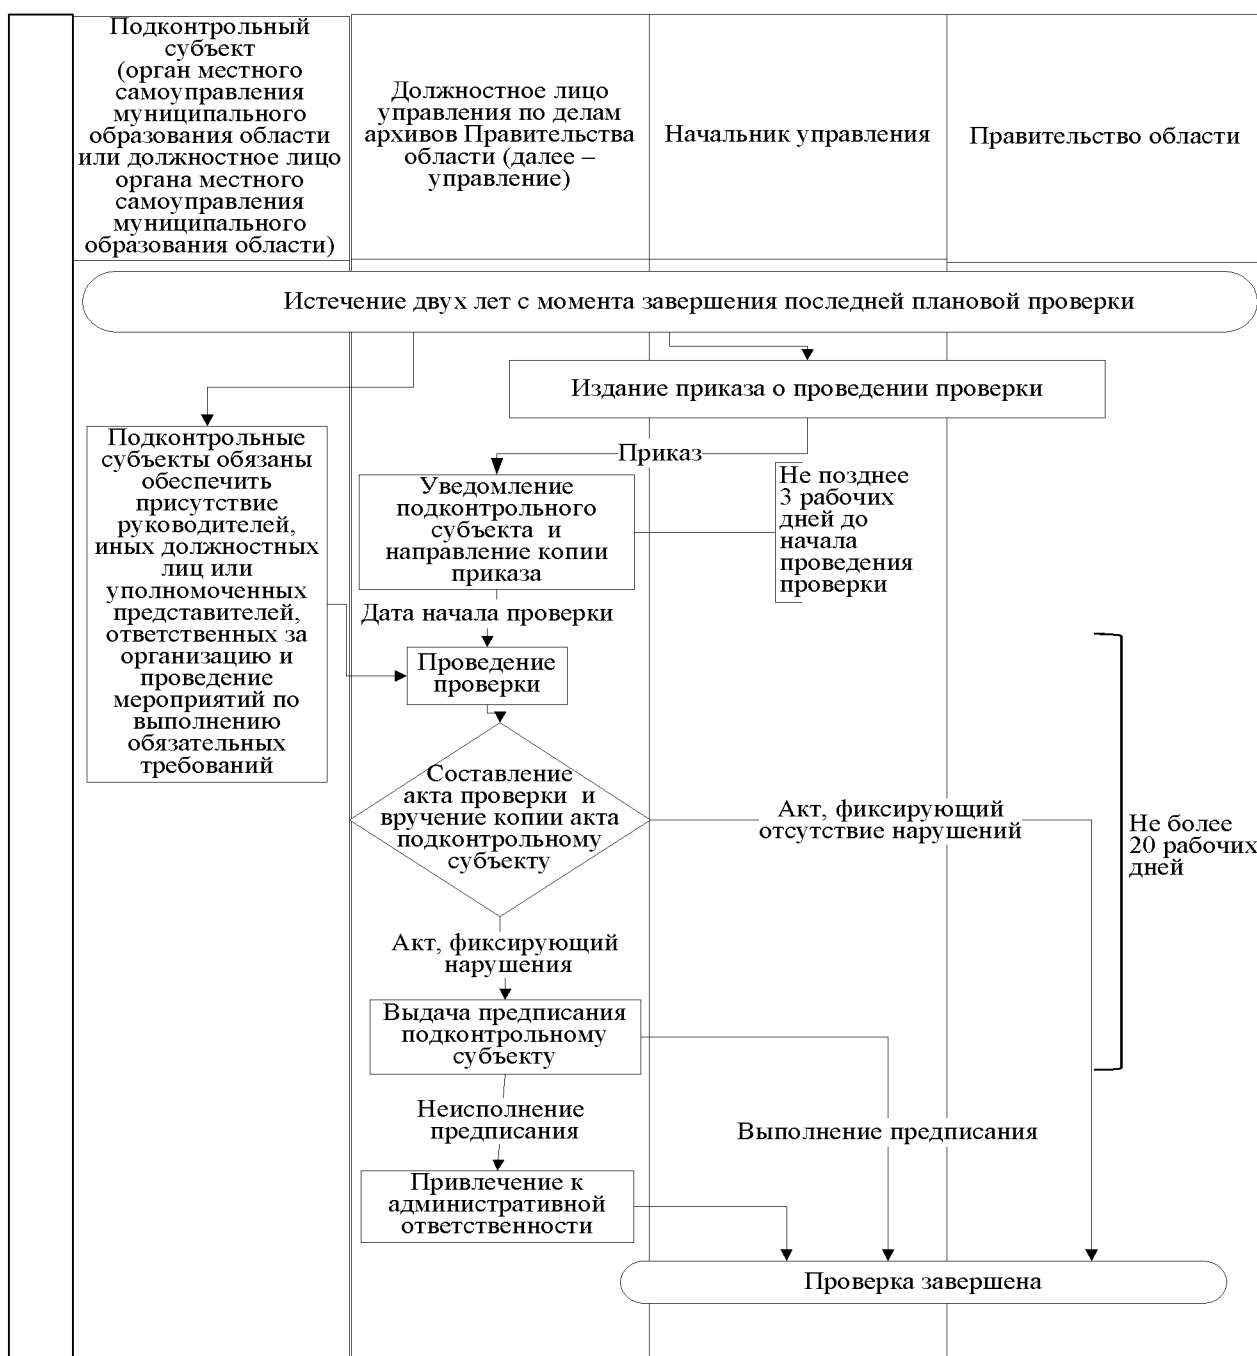 Подконтрольный
субъект
(орган местного
самоуправления
муниципального
образования области
или должностное лицо
органа местного
самоуправления
муниципального
образования области)
Должностное лицо
управления по делам
архивов Правительства
области (далее –
управление)
Начальник управления
Правительство области
Истечение двух лет с момента завершения последней плановой проверки
Издание приказа о проведении проверки
Подконтрольные
субъекты обязаны
обеспечить
присутствие
руководителей,
иных должностных
лиц или
уполномоченных
представителей,
ответственных за
организацию и
проведение
мероприятий по
выполнению
обязательных
требований
Приказ
Уведомление
подконтрольного
субъекта и
направление копии
приказа
Не позднее
3 рабочих
дней до
начала
проведения
проверки
Дата начала проверки
Проведение
проверки
Составление
акта проверки и
вручение копии акта
подконтрольному
субъекту
Акт, фиксирующий
отсутствие нарушений
Не более
20 рабочих
дней
Акт, фиксирующий
нарушения
Выдача предписания
подконтрольному
субъекту
Неисполнение
предписания
Выполнение предписания
Привлечение к
административной
ответственности
Проверка завершена